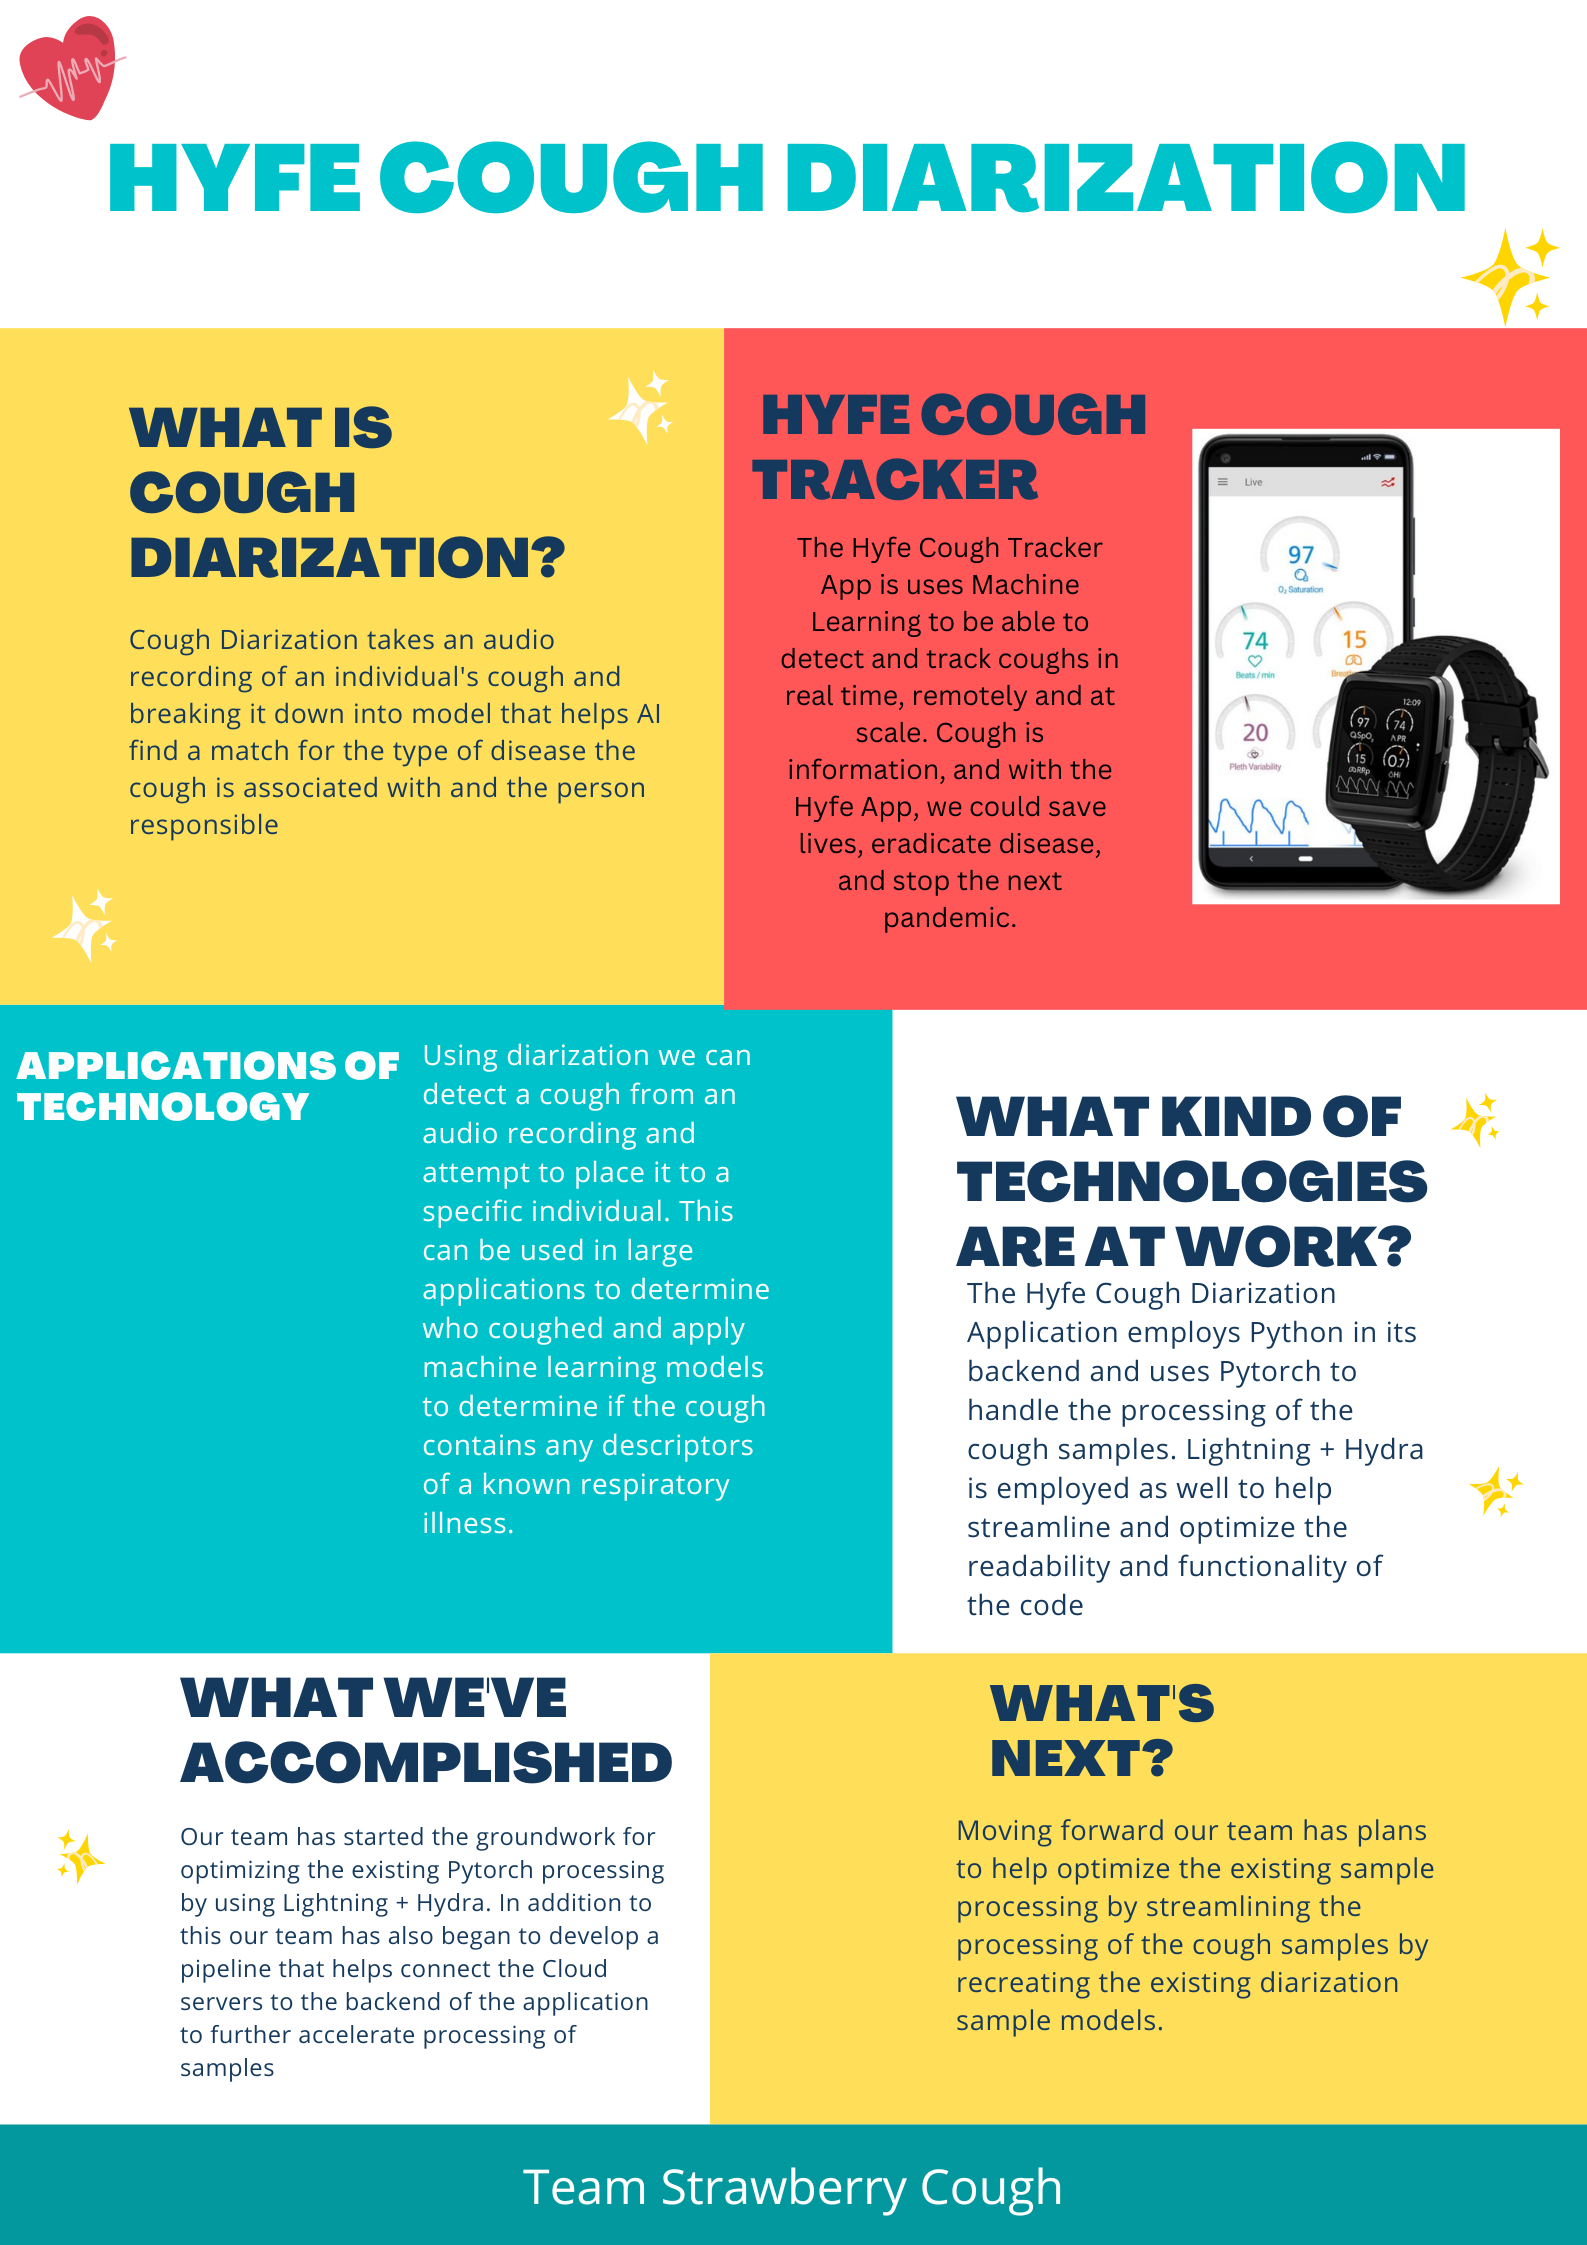 HYFE COUGH DIARIZATION
WHAT IS
COUGH
DIARIZATION?
Cough Diarization takes an audio
recording of an individual's cough and
breaking it down into model that helps AI
find a match for the type of disease the
cough is associated with and the person
responsible
HYFE COUGH
TRACKER
The Hyfe Cough Tracker
App is uses Machine
Learning to be able to
detect and track coughs in
real time, remotely and at
scale. Cough is
information, and with the
Hyfe App, we could save
lives, eradicate disease,
and stop the next
pandemic.
Live
97
O₂ Saturation
74
Beats / min
15
20
Pleth Variability
12:09
97
SpO₂
74
PR
15
RRp
0.7
APPLICATIONS OF
TECHNOLOGY
Using diarization we can
detect a cough from an
audio recording and
attempt to place it to a
specific individual. This
can be used in large
applications to determine
who coughed and apply
machine learning models
to determine if the cough
contains any descriptors
of a known respiratory
illness.
WHAT KIND OF
TECHNOLOGIES
ARE AT WORK?
The Hyfe Cough Diarization
Application employs Python in its
backend and uses Pytorch to
handle the processing of the
cough samples. Lightning + Hydra
is employed as well to help
streamline and optimize the
readability and functionality of
the code
WHAT WE'VE
ACCOMPLISHED
Our team has started the groundwork for
optimizing the existing Pytorch processing
by using Lightning + Hydra. In addition to
this our team has also began to develop a
pipeline that helps connect the Cloud
servers to the backend of the application
to further accelerate processing of
samples
WHAT'S
NEXT?
Moving forward our team has plans
to help optimize the existing sample
processing by streamlining the
processing of the cough samples by
recreating the existing diarization
sample models.
Team Strawberry Cough